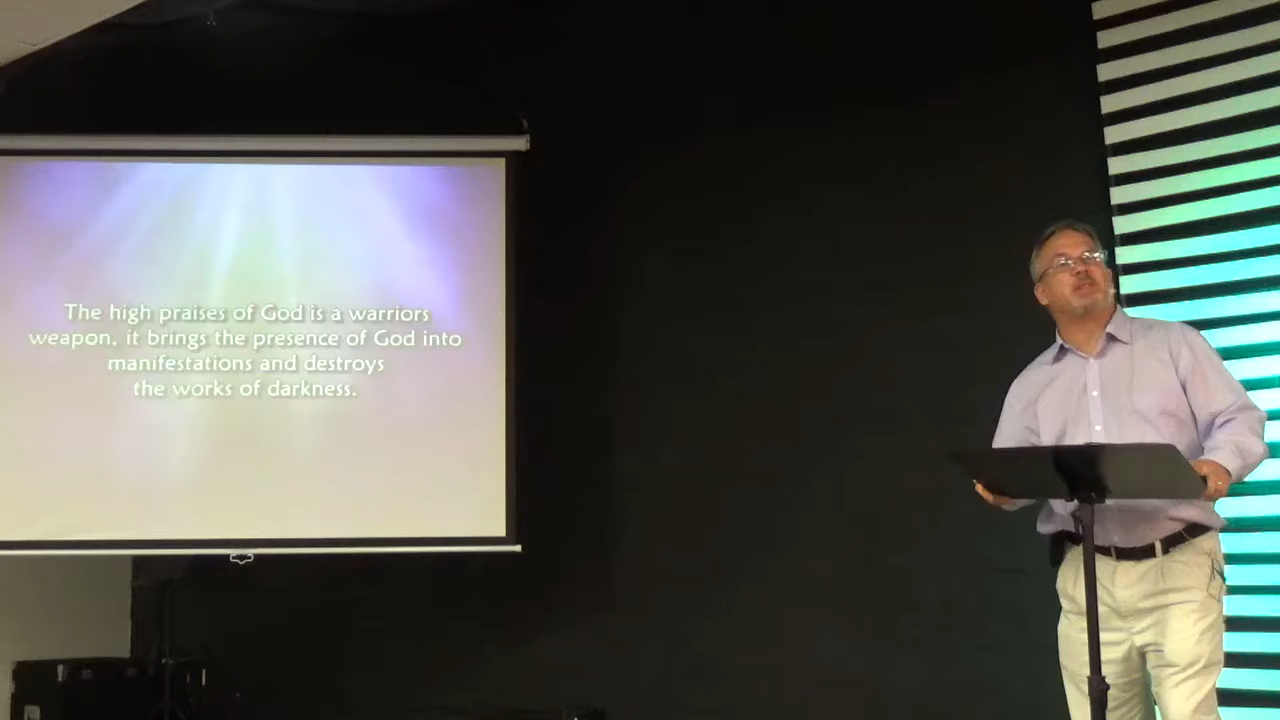 The high praises of God is a warriors
weapon, it brings the presence of God into
manifestations and destroys
the works of darkness.